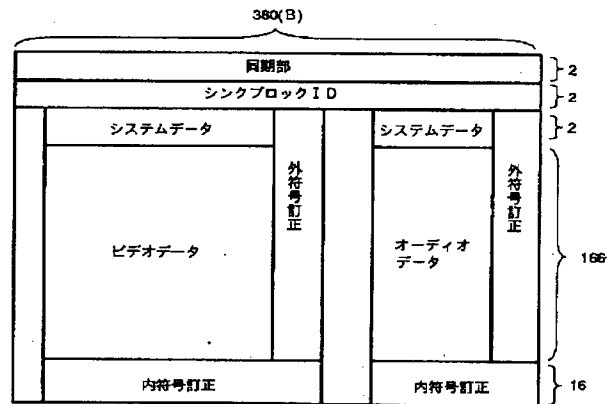 380(B)
同期部
2
シンクブロックID
2
システムデータ
システムデータ
2
外符号訂正
外符号訂正
ビデオデータ
オーディオ
データ
166
内符号訂正
内符号訂正
16